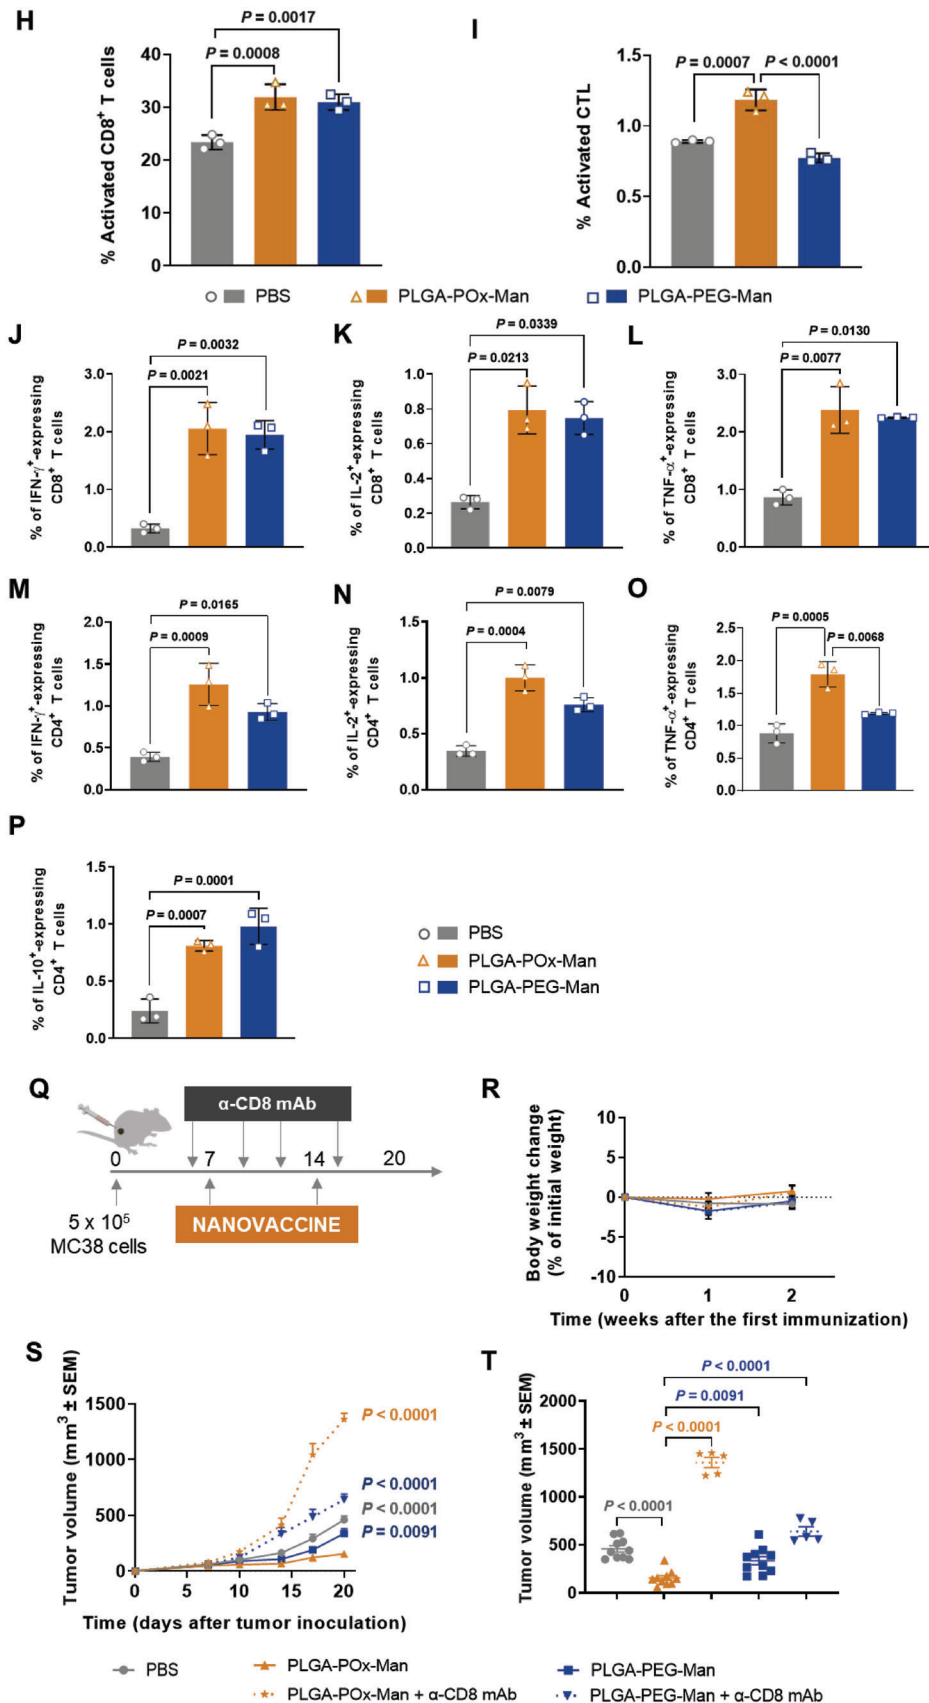 H
P = 0.0017
P = 0.0008
% Activated CD8+ T cells
40
30
20
10
0
I
P = 0.0007
P < 0.0001
% Activated CTL
1.5
1.0
0.5
0.0
PBS
PLGA-POx-Man
PLGA-PEG-Man
J
P = 0.0032
P = 0.0021
% of IFN-γ+-expressing
CD8+ T cells
3.0
2.0
1.0
0.0
K
P = 0.0339
P = 0.0213
% of IL-2+-expressing
CD8+ T cells
1.0
0.8
0.6
0.4
0.2
0.0
L
P = 0.0130
P = 0.0077
% of TNF-α+-expressing
CD8+ T cells
3.0
2.0
1.0
0.0
M
P = 0.0165
P = 0.0009
% of IFN-γ+-expressing
CD4+ T cells
2.0
1.5
1.0
0.5
0.0
N
P = 0.0079
P = 0.0004
% of IL-2+-expressing
CD4+ T cells
1.5
1.0
0.5
0.0
O
P = 0.0005
P = 0.0068
% of TNF-α+-expressing
CD4+ T cells
2.5
2.0
1.5
1.0
0.5
0.0
P
P = 0.0001
P = 0.0007
% of IL-10+-expressing
CD4+ T cells
1.5
1.0
0.5
0.0
PBS
PLGA-POx-Man
PLGA-PEG-Man
Q
α-CD8 mAb
0 7 14 20
5 x 10⁵
MC38 cells
NANOVACCINE
R
Body weight change
(% of initial weight)
10
5
0
-5
-10
0 1 2
Time (weeks after the first immunization)
S
Tumor volume (mm³ ± SEM)
1500
1000
500
0
P < 0.0001
P < 0.0001
P < 0.0001
P = 0.0091
0 5 10 15 20
Time (days after tumor inoculation)
T
P < 0.0001
P = 0.0091
P < 0.0001
P < 0.0001
Tumor volume (mm³ ± SEM)
2000
1500
1000
500
0
PBS
PLGA-POx-Man
PLGA-PEG-Man
PLGA-POx-Man + α-CD8 mAb
PLGA-PEG-Man + α-CD8 mAb